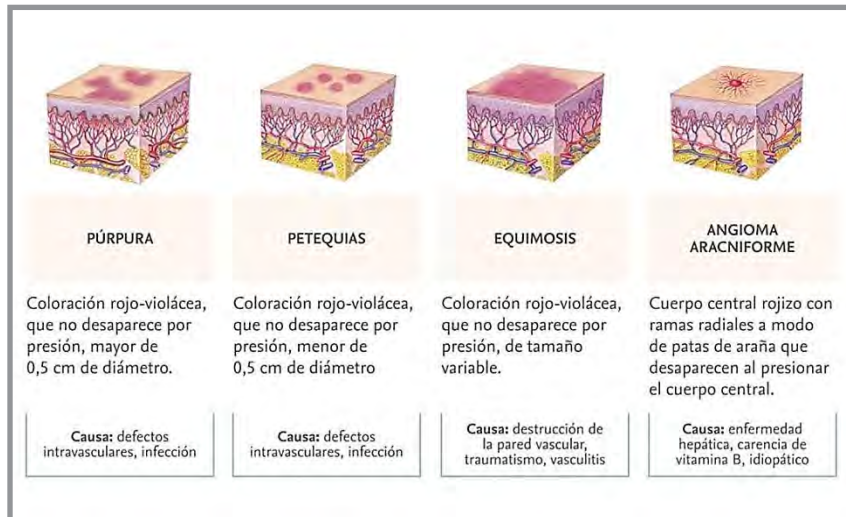 PÚRPURA
Coloración rojo-violácea,
que no desaparece por
presión, mayor de
0,5 cm de diámetro.
Causa: defectos
intravasculares, infección
PETEQUIAS
Coloración rojo-violácea,
que no desaparece por
presión, menor de
0,5 cm de diámetro
Causa: defectos
intravasculares, infección
EQUIMOSIS
Coloración rojo-violácea,
que no desaparece por
presión, de tamaño
variable.
Causa: destrucción de
la pared vascular,
traumatismo, vasculitis
ANGIOMA
ARACNIFORME
Cuerpo central rojizo con
ramas radiales a modo
de patas de araña que
desaparecen al presionar
el cuerpo central.
Causa: enfermedad
hepática, carencia de
vitamina B, idiopático